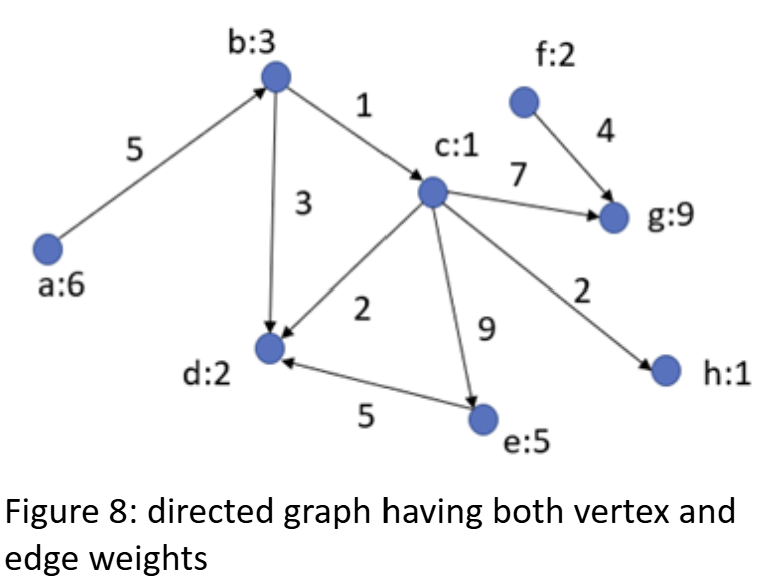 b:3
f:2
1
4
5
c:1
7
3
g:9
a:6
2
2
9
d:2
h:1
5
e:5
Figure 8: directed graph having both vertex and
edge weights